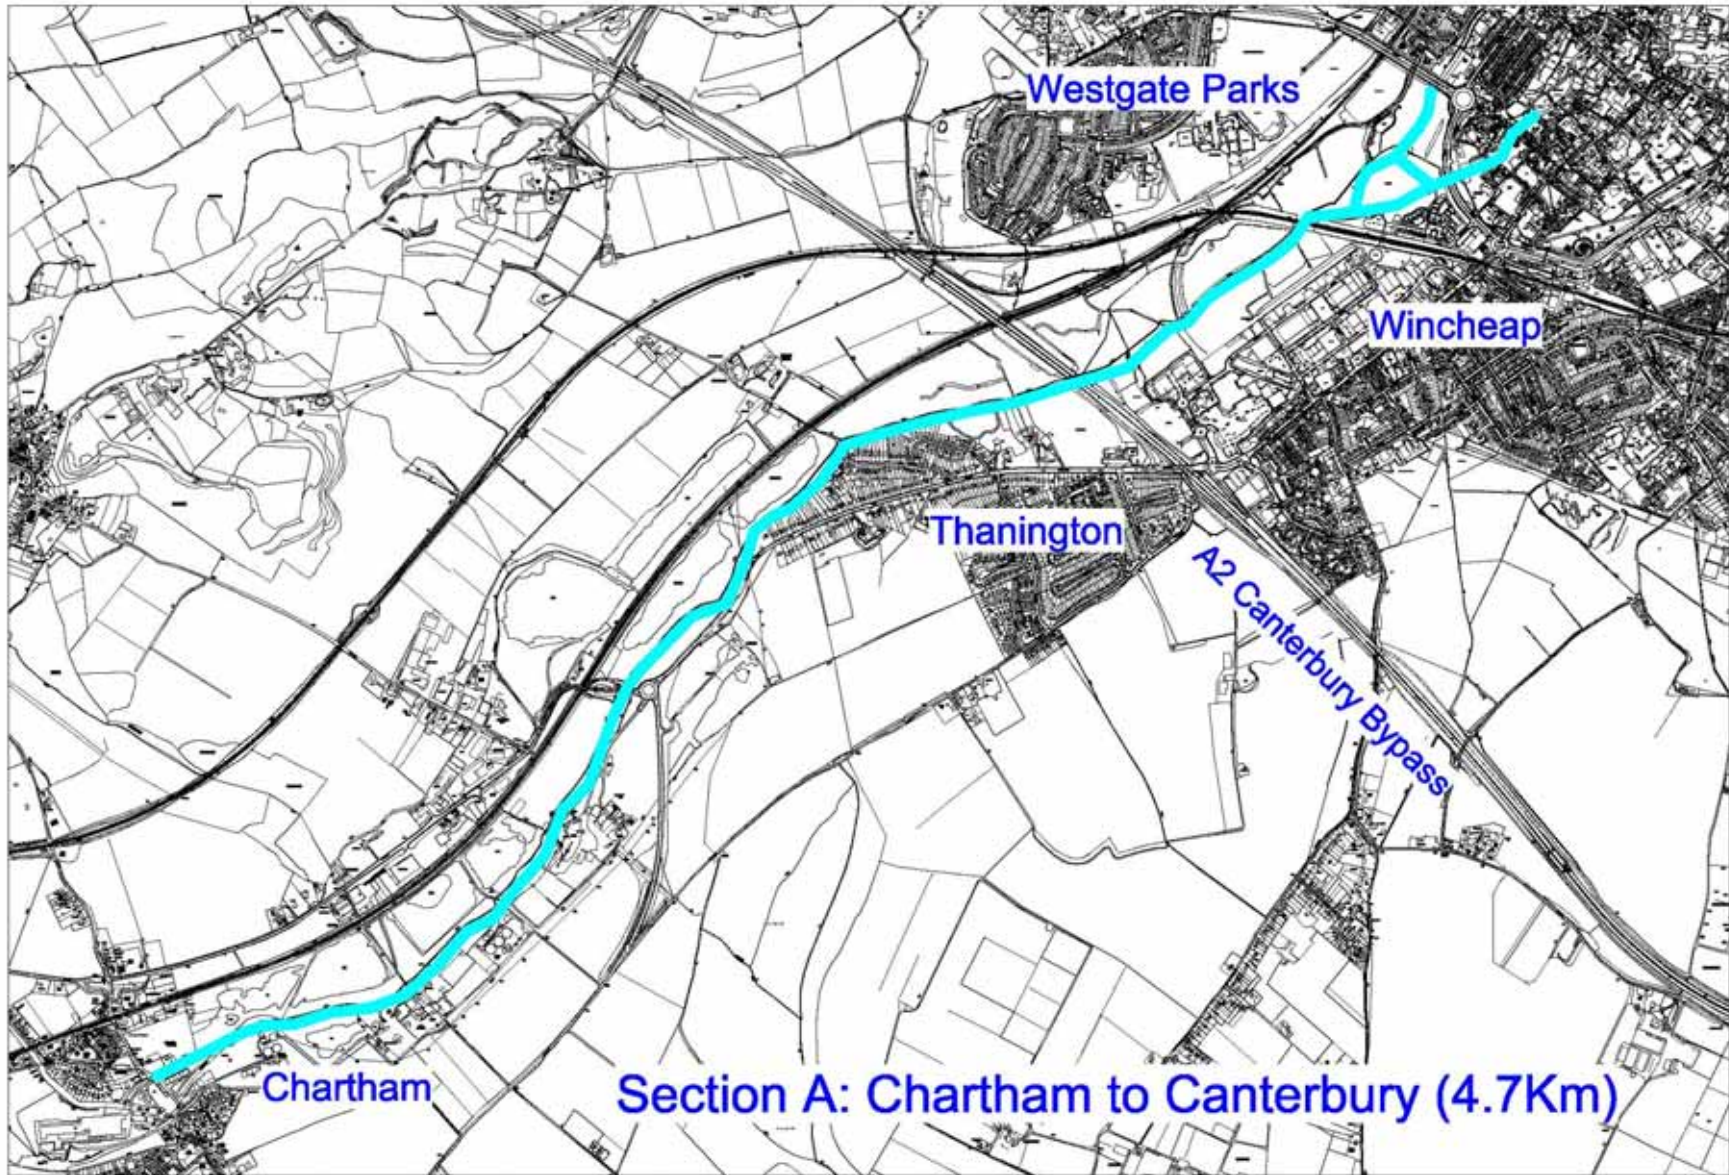 Westgate Parks
Wincheap
Thanington
A2 Canterbury Bypass
Chartham
Section A: Chartham to Canterbury (4.7Km)